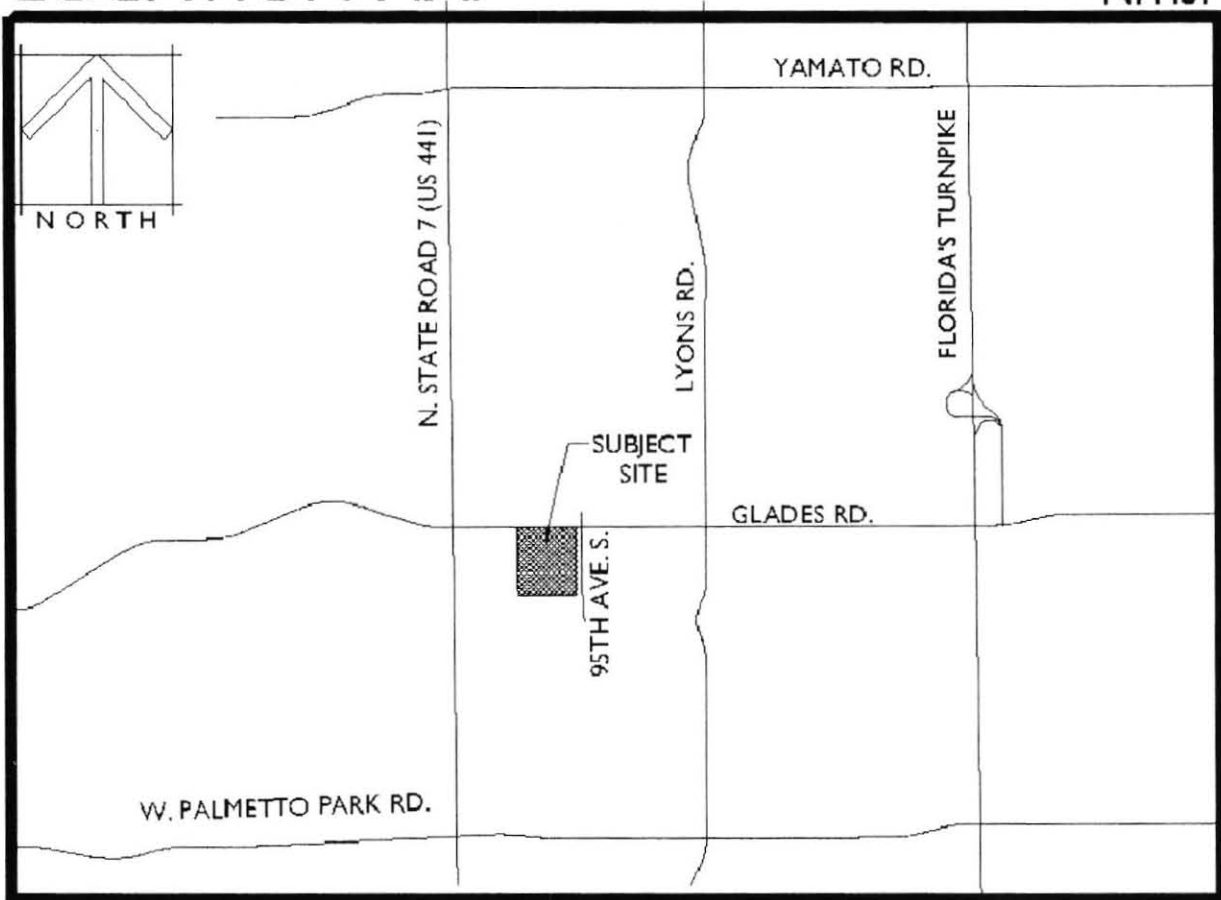 YAMATO RD.
NORTH
N. STATE ROAD 7 (US 441)
LYONS RD.
FLORIDA'S TURNPIKE
SUBJECT
SITE
GLADES RD.
95TH AVE. S.
W. PALMETTO PARK RD.